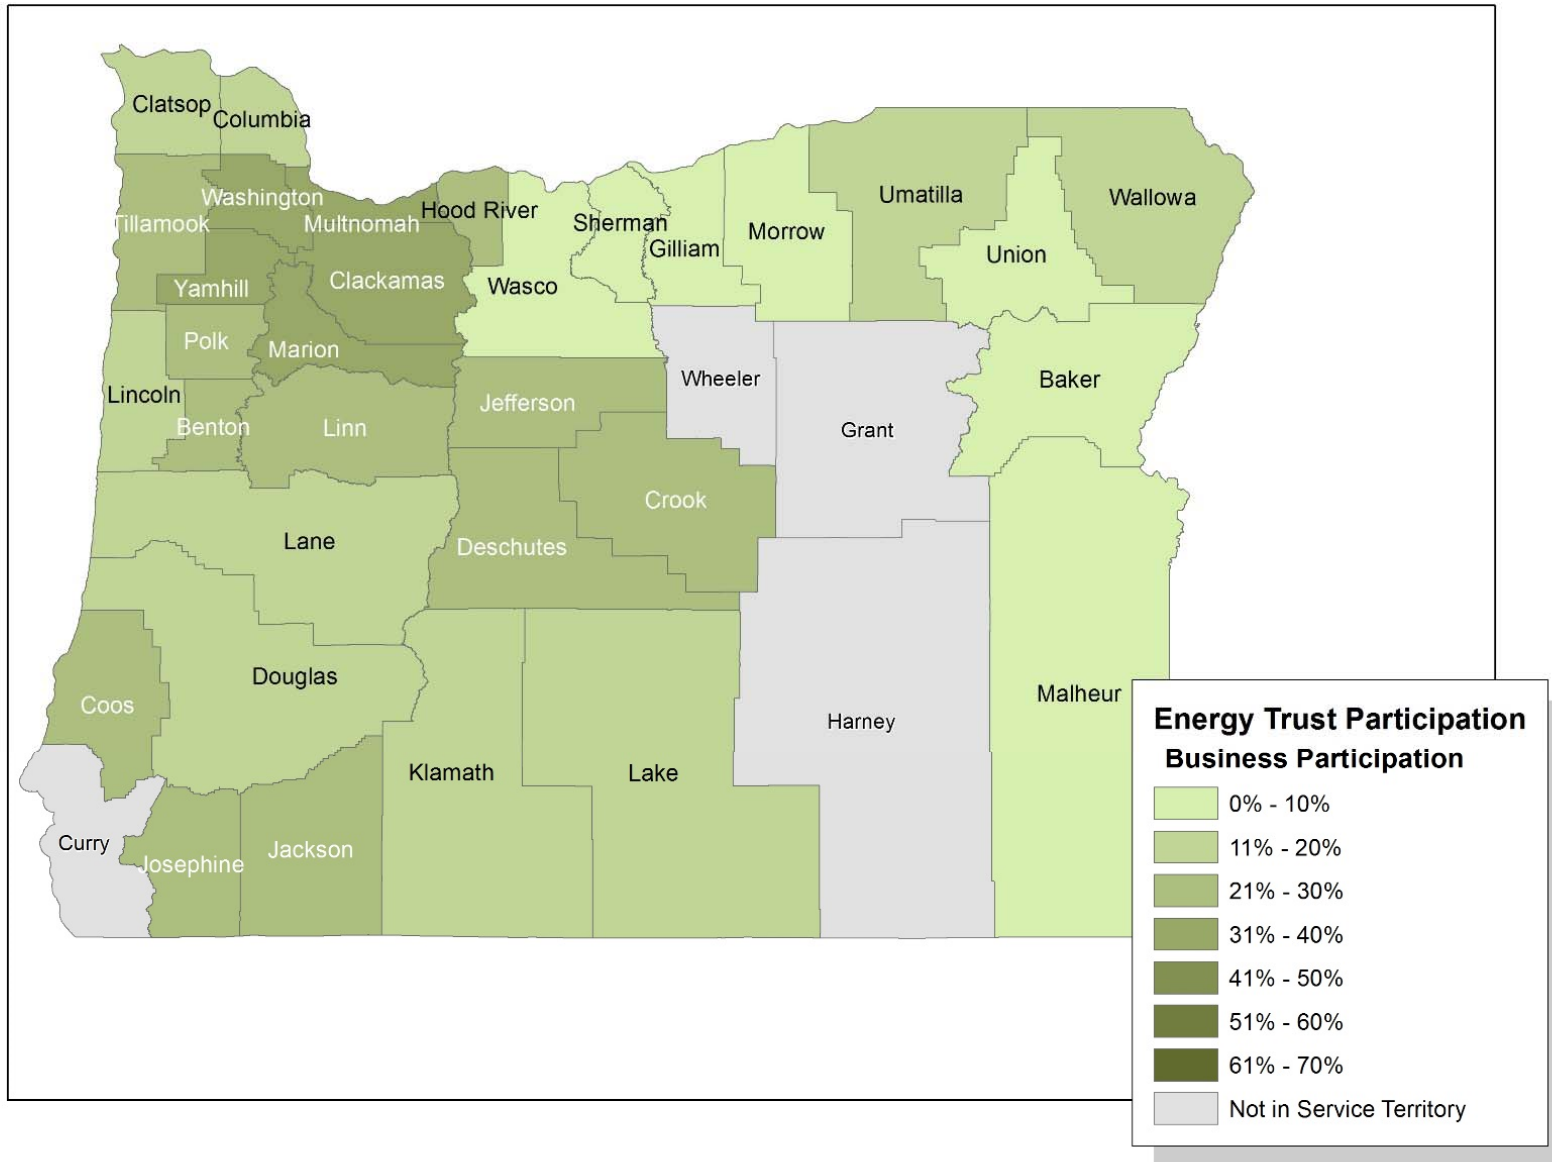 Clatsop
Columbia
Washington
Tillamook
Multnomah
Hood River
Sherman
Gilliam
Morrow
Umatilla
Wallowa
Union
Yamhill
Clackamas
Wasco
Polk
Marion
Lincoln
Benton
Linn
Jefferson
Wheeler
Grant
Baker
Crook
Deschutes
Lane
Douglas
Coos
Klamath
Lake
Harney
Malheur
Curry
Josephine
Jackson
Energy Trust Participation
Business Participation
0% - 10%
11% - 20%
21% - 30%
31% - 40%
41% - 50%
51% - 60%
61% - 70%
Not in Service Territory